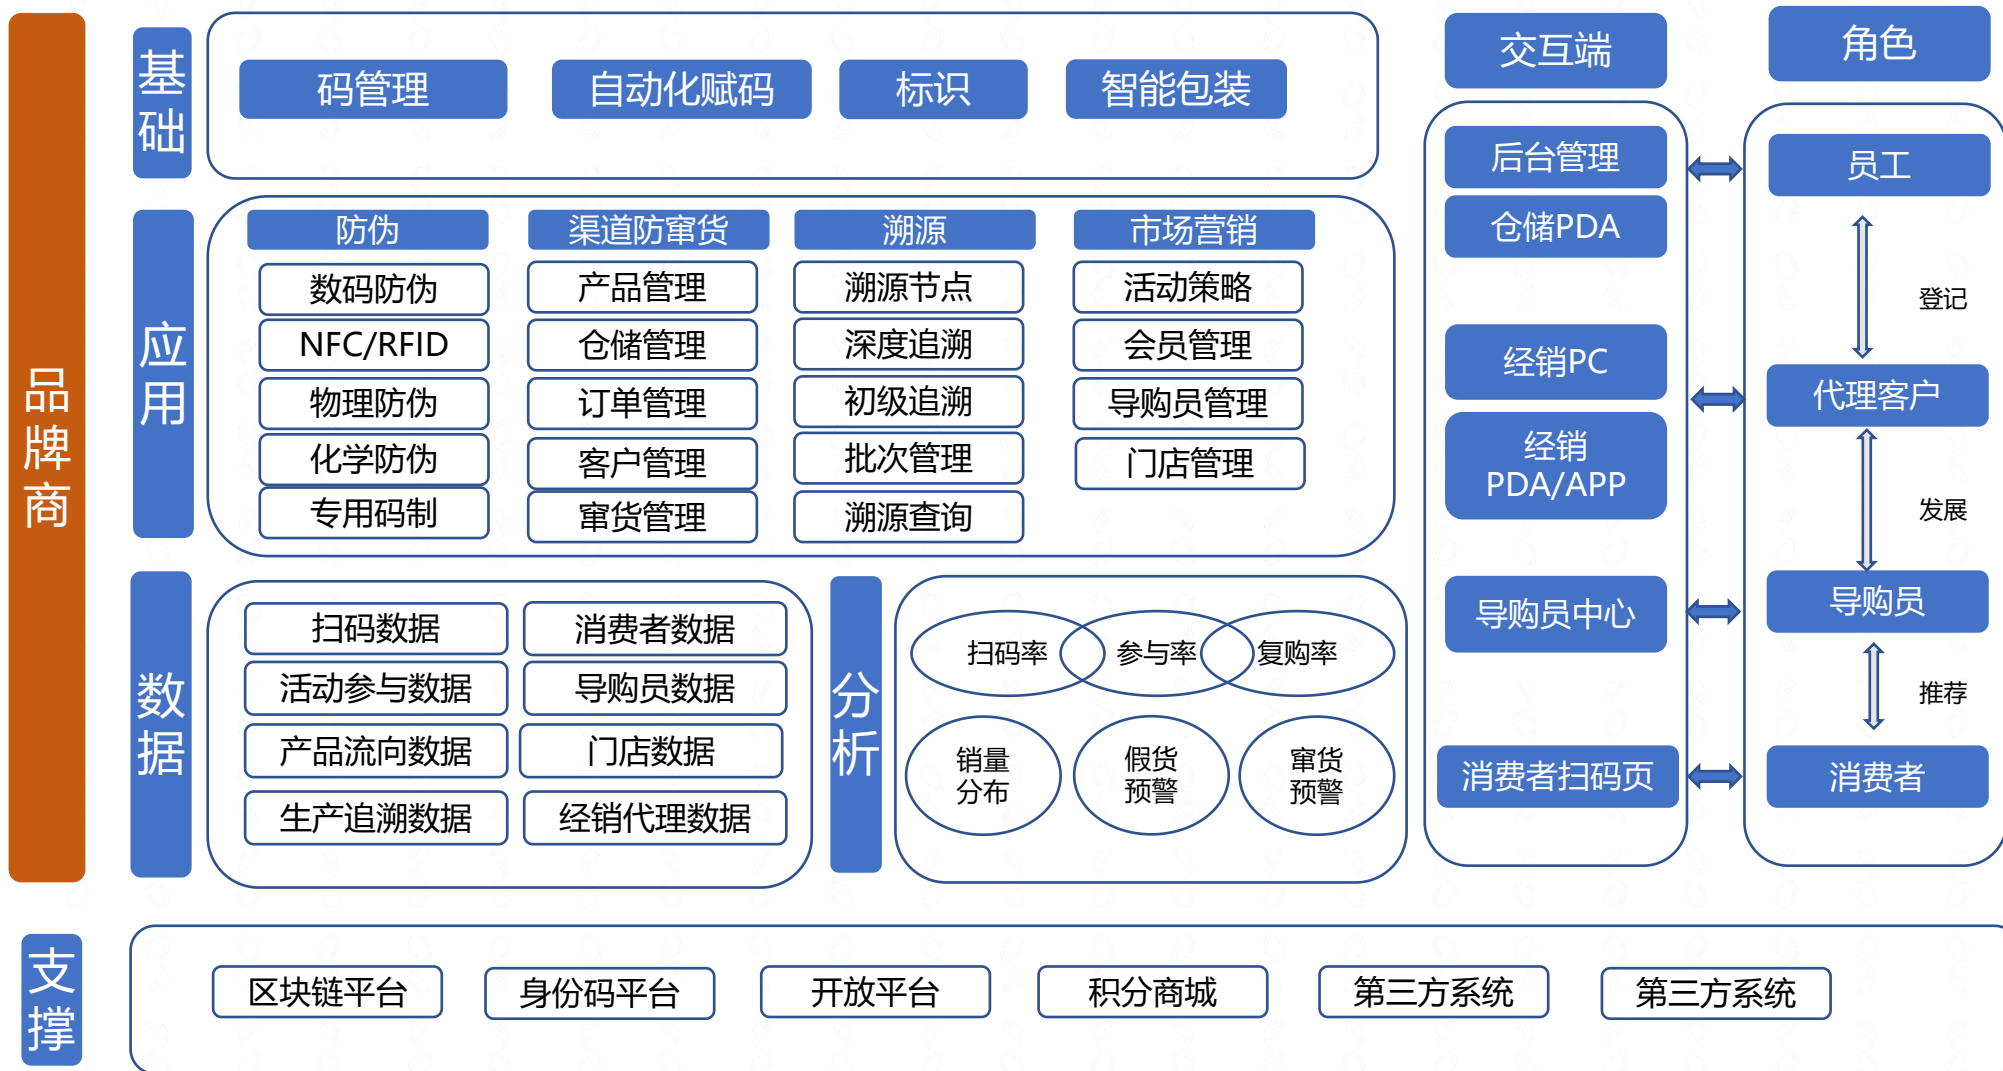 品牌商
基础
码管理
自动化赋码
标识
智能包装
应用
防伪
数码防伪
NFC/RFID
物理防伪
化学防伪
专用码制
渠道防窜货
产品管理
仓储管理
订单管理
客户管理
窜货管理
溯源
溯源节点
深度追溯
初级追溯
批次管理
溯源查询
市场营销
活动策略
会员管理
导购员管理
门店管理
数据
扫码数据
消费者数据
活动参与数据
导购员数据
产品流向数据
门店数据
生产追溯数据
经销代理数据
分析
扫码率
参与率
复购率
销量
分布
假货
预警
窜货
预警
交互端
后台管理
仓储PDA
经销PC
经销
PDA/APP
导购员中心
消费者扫码页
角色
员工
登记
代理客户
发展
导购员
推荐
消费者
支撑
区块链平台
身份码平台
开放平台
积分商城
第三方系统
第三方系统